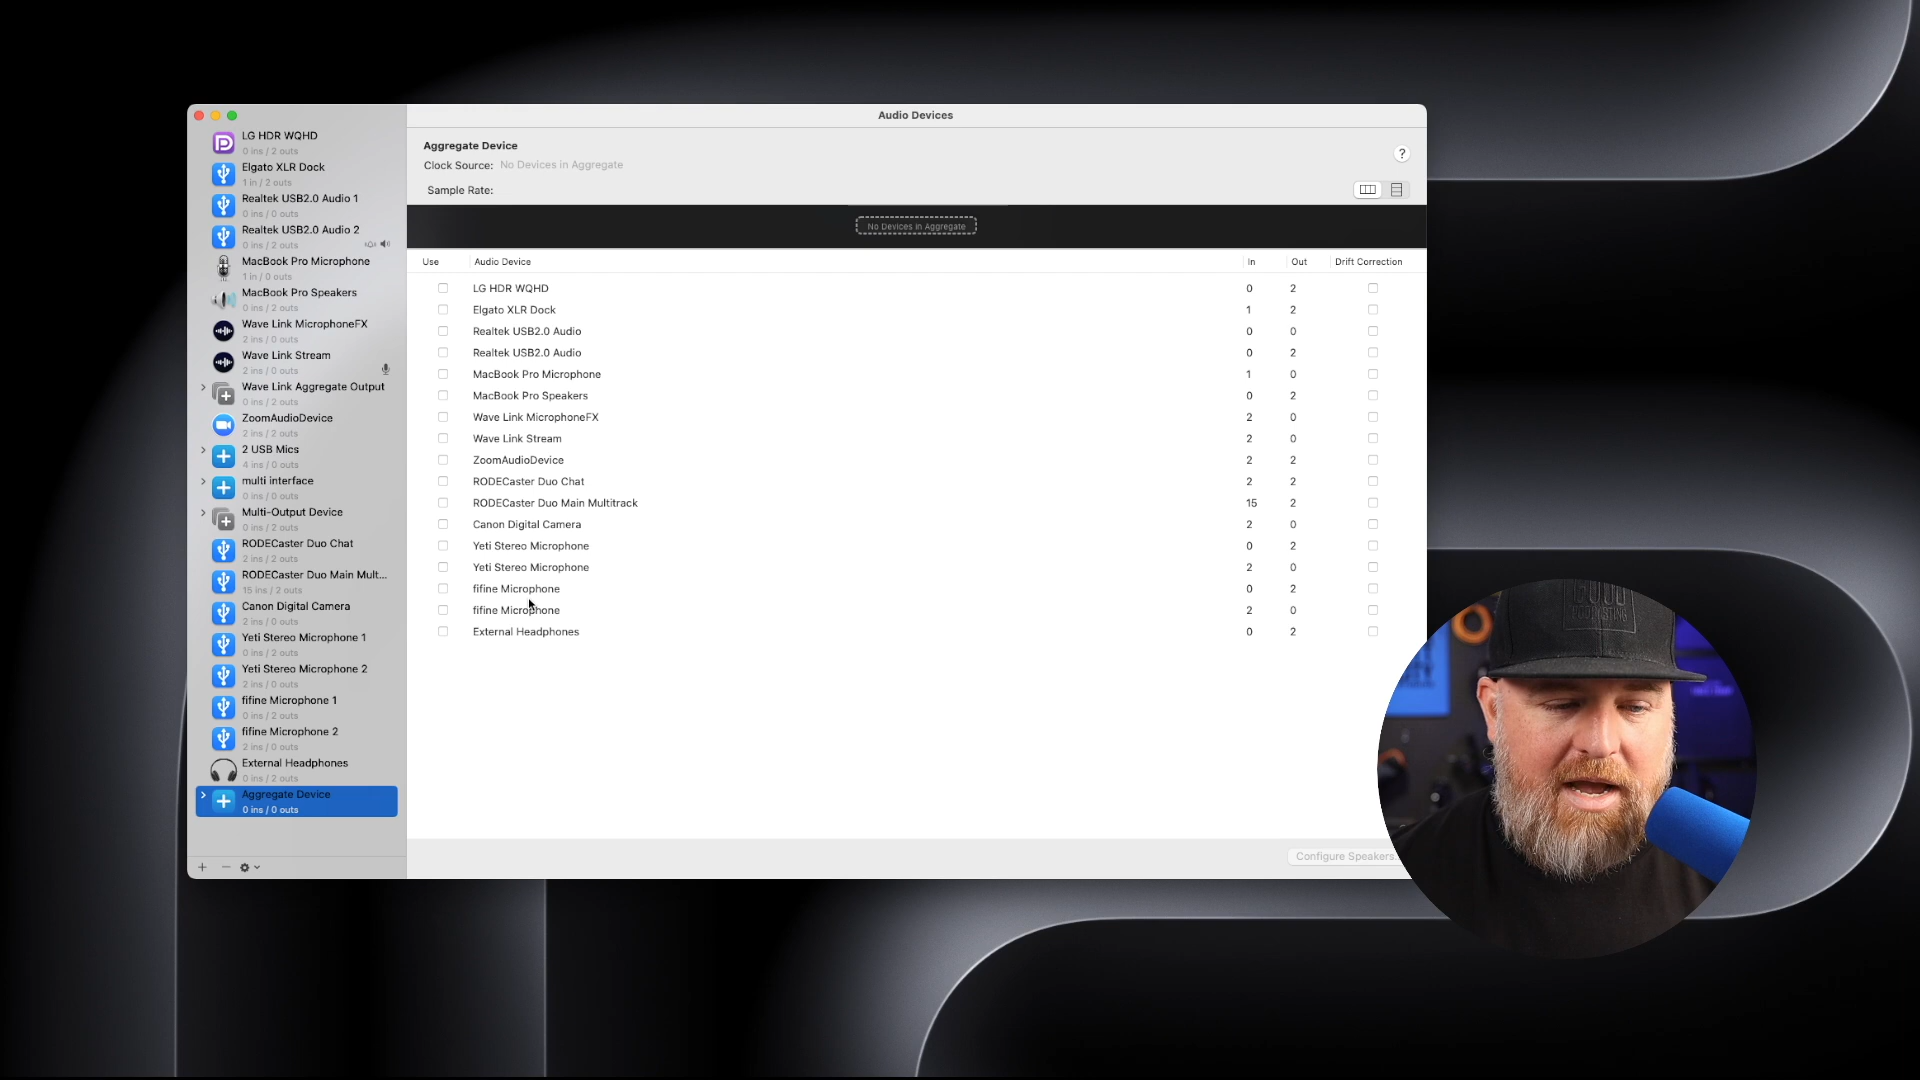 Audio Devices
LG HDR WQHD
0 ins / 2 outs
Elgato XLR Dock
1 in / 2 outs
Realtek USB2.0 Audio 1
0 ins / 0 outs
Realtek USB2.0 Audio 2
0 ins / 2 outs
MacBook Pro Microphone
1 in / 0 outs
MacBook Pro Speakers
0 ins / 2 outs
Wave Link MicrophoneFX
2 ins / 0 outs
Wave Link Stream
2 ins / 0 outs
Wave Link Aggregate Output
0 ins / 2 outs
ZoomAudioDevice
2 ins / 2 outs
2 USB Mics
4 ins / 0 outs
multi interface
0 ins / 0 outs
Multi-Output Device
0 ins / 2 outs
RODECaster Duo Chat
2 ins / 2 outs
RODECaster Duo Main Mult...
15 ins / 2 outs
Canon Digital Camera
2 ins / 0 outs
Yeti Stereo Microphone 1
0 ins / 2 outs
Yeti Stereo Microphone 2
2 ins / 0 outs
fifine Microphone 1
0 ins / 2 outs
fifine Microphone 2
2 ins / 0 outs
External Headphones
0 ins / 2 outs
Aggregate Device
0 ins / 0 outs
Aggregate Device
Clock Source: No Devices in Aggregate
?
Sample Rate:
No Devices in Aggregate
Use Audio Device In Out Drift Correction
LG HDR WQHD 0 2
Elgato XLR Dock 1 2
Realtek USB2.0 Audio 0 0
Realtek USB2.0 Audio 0 2
MacBook Pro Microphone 1 0
MacBook Pro Speakers 0 2
Wave Link MicrophoneFX 2 0
Wave Link Stream 2 0
ZoomAudioDevice 2 2
RODECaster Duo Chat 2 2
RODECaster Duo Main Multitrack 15 2
Canon Digital Camera 2 0
Yeti Stereo Microphone 0 2
Yeti Stereo Microphone 2 0
fifine Microphone 0 2
fifine Microphone 2 0
External Headphones 0 2
Configure Speakers...
GOOD
PODCASTING